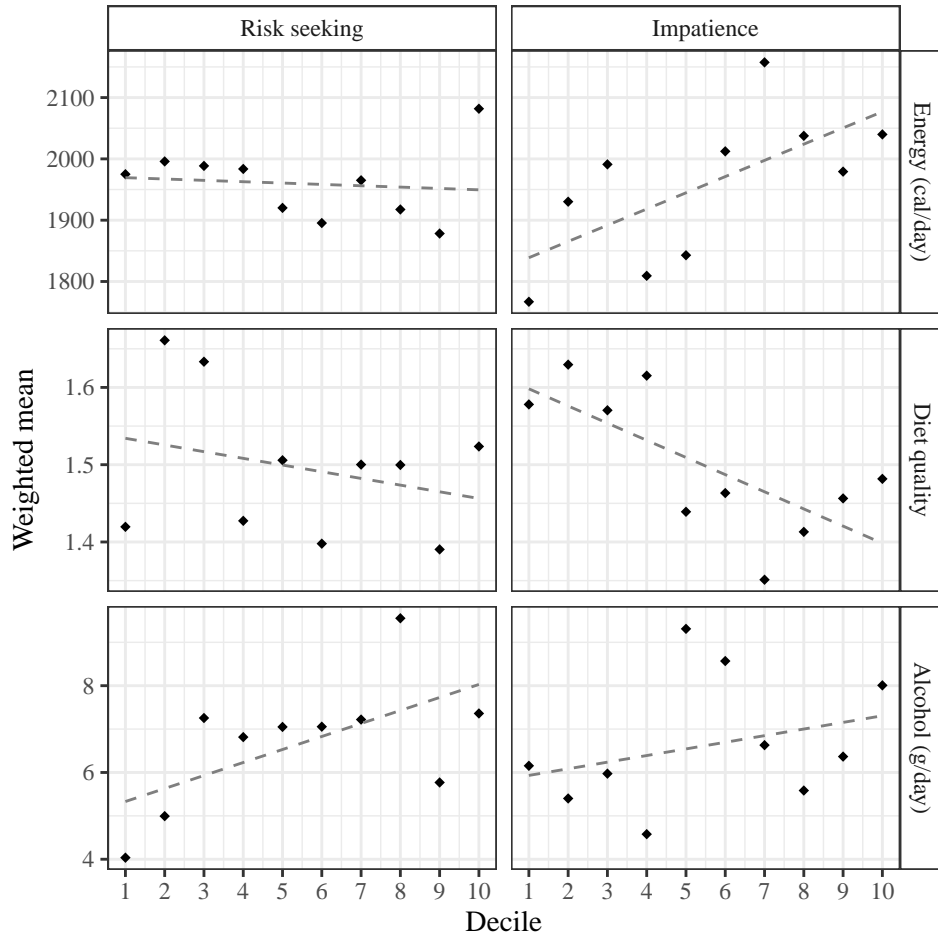 Risk seeking
Impatience
2100
2000
1900
1800
Energy (cal/day)
1.6
1.5
1.4
Diet quality
8
6
4
Alcohol (g/day)
Weighted mean
1 2 3 4 5 6 7 8 9 10
1 2 3 4 5 6 7 8 9 10
Decile